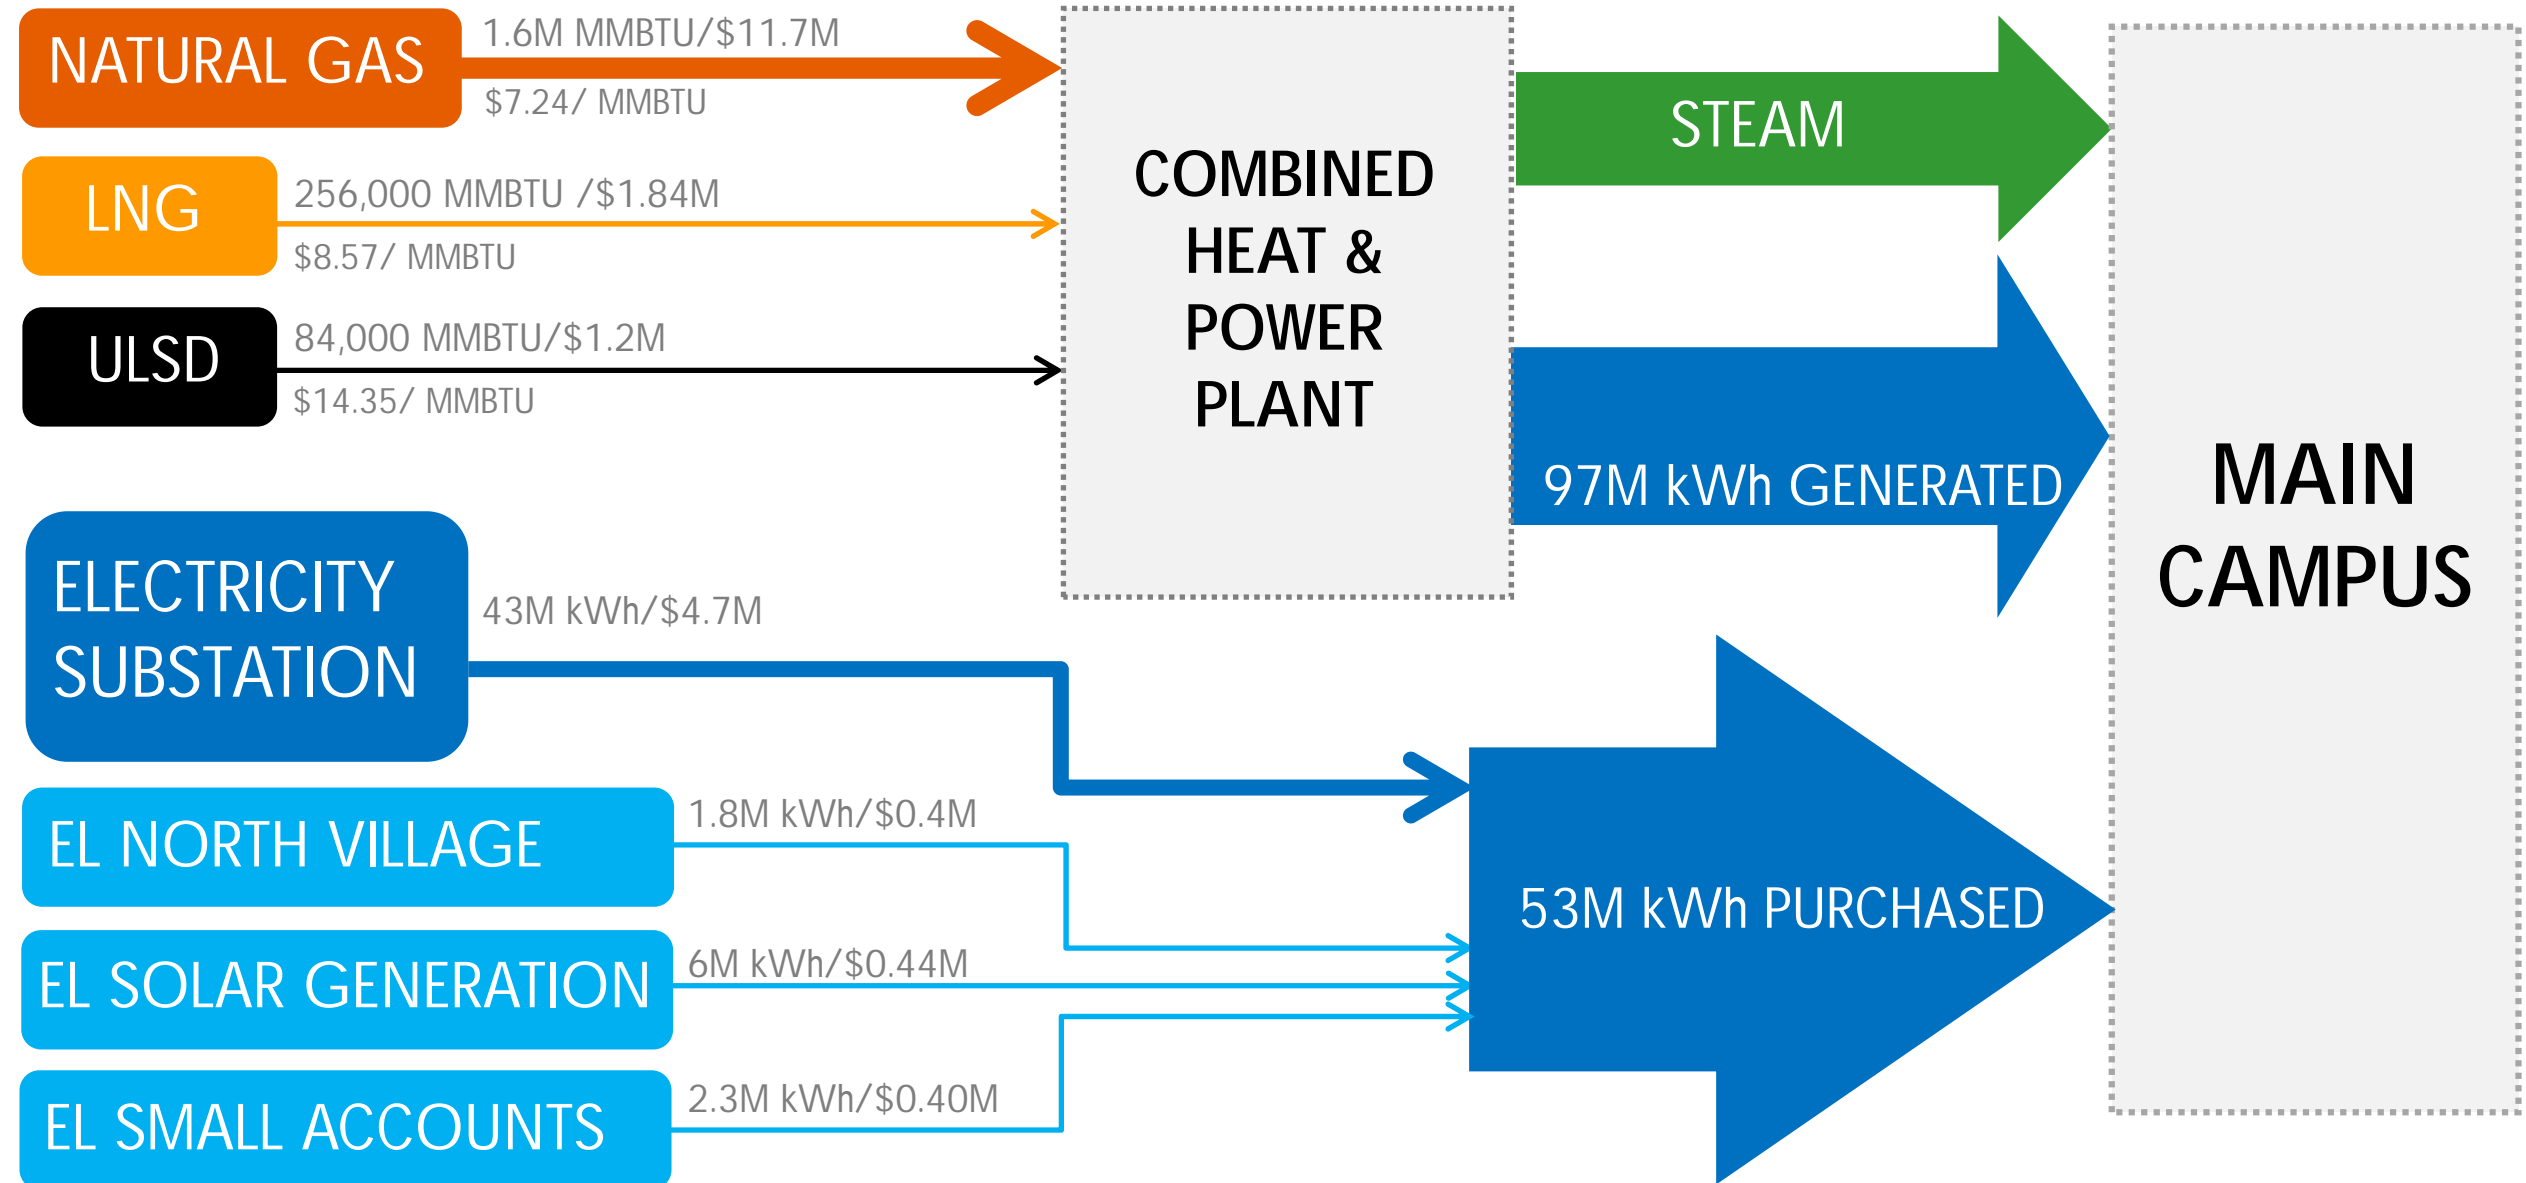 NATURAL GAS
1.6M MMBTU/$11.7M
$7.24/ MMBTU
LNG
256,000 MMBTU /$1.84M
$8.57/ MMBTU
ULSD
84,000 MMBTU/$1.2M
$14.35/ MMBTU
COMBINED
HEAT &
POWER
PLANT
STEAM
97M kWh GENERATED
MAIN
CAMPUS
ELECTRICITY
SUBSTATION
43M kWh/$4.7M
EL NORTH VILLAGE
1.8M kWh/$0.4M
EL SOLAR GENERATION
6M kWh/$0.44M
EL SMALL ACCOUNTS
2.3M kWh/$0.40M
53M kWh PURCHASED